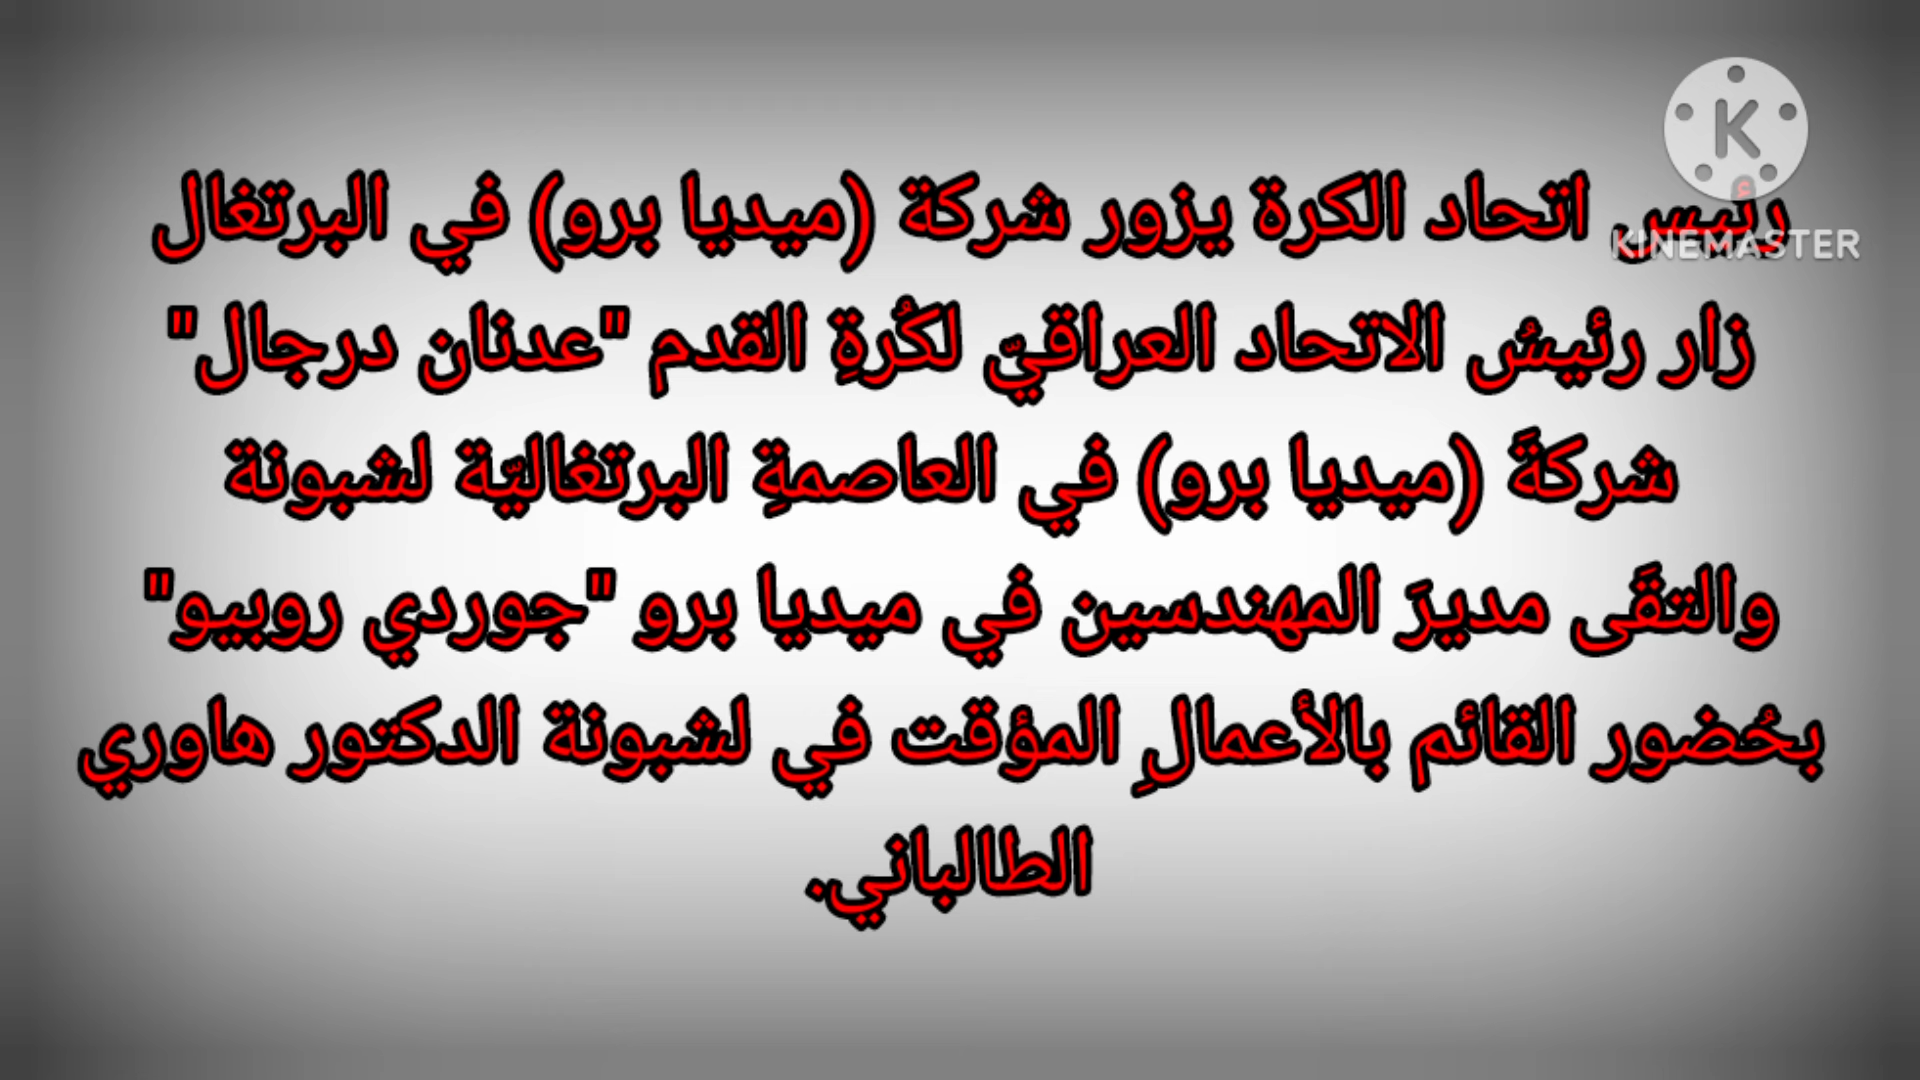 KINEMASTER
رئيس اتحاد الكرة يزور شركة (ميديا برو) في البرتغال
زار رئيسُ الاتحاد العراقيّ لكُرةِ القدم "عدنان درجال"
شركةَ (ميديا برو) في العاصمةِ البرتغاليّة لشبونة
والتقَى مديرَ المهندسين في ميديا برو "جوردي روبيو"
بحُضور القائم بالأعمالِ المؤقت في لشبونة الدكتور هاوري
الطالباني.